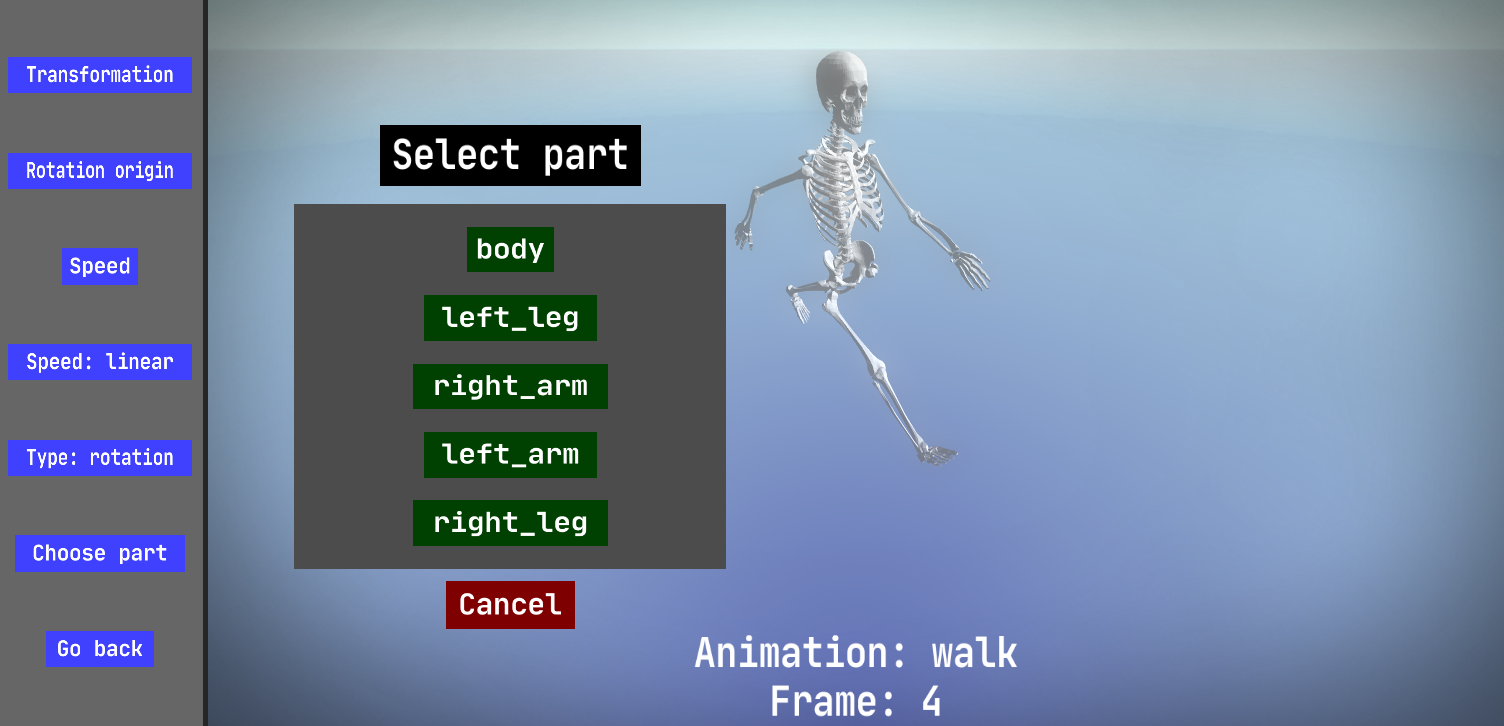 Transformation
Rotation origin
Speed
Speed: linear
Type: rotation
Choose part
Go back
Select part
body
left_leg
right_arm
left_arm
right_leg
Cancel
Animation: walk
Frame: 4